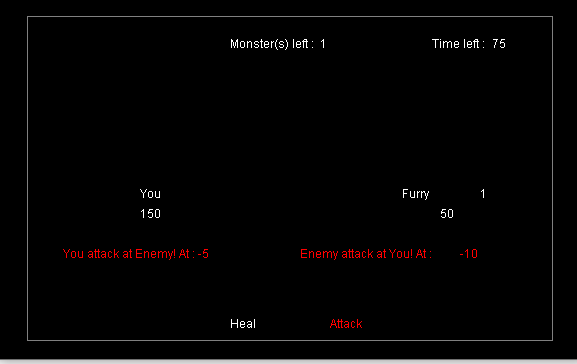 Monster(s) left : 1 Time left : 75
You Furry 1
150 50
You attack at Enemy! At : -5 Enemy attack at You! At : -10
Heal Attack